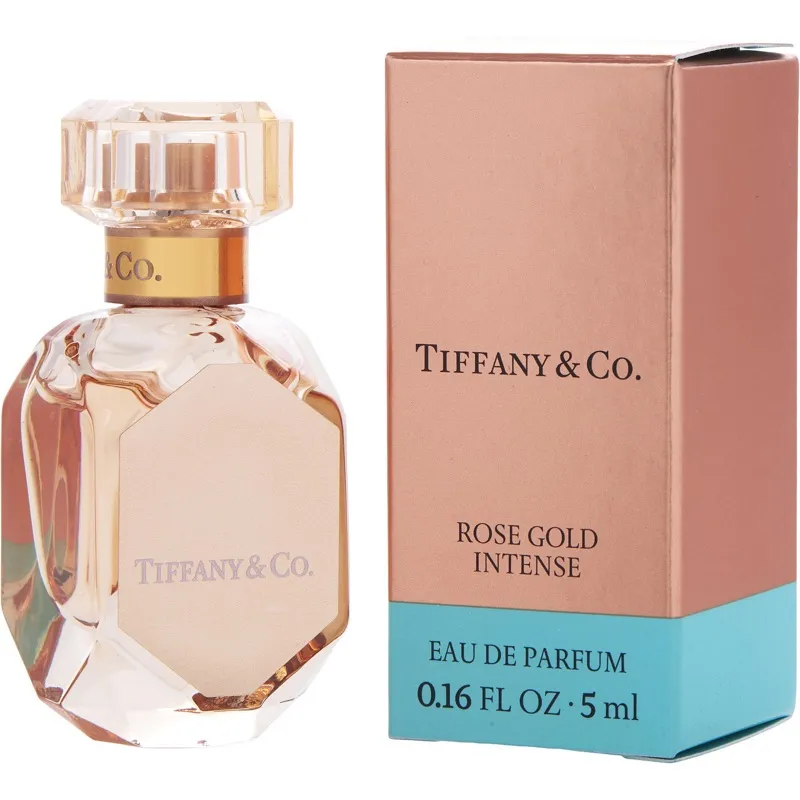 & Co.
TIFFANY & CO.
TIFFANY & CO.
ROSE GOLD
INTENSE
EAU DE PARFUM
0.16 FL OZ · 5 ml